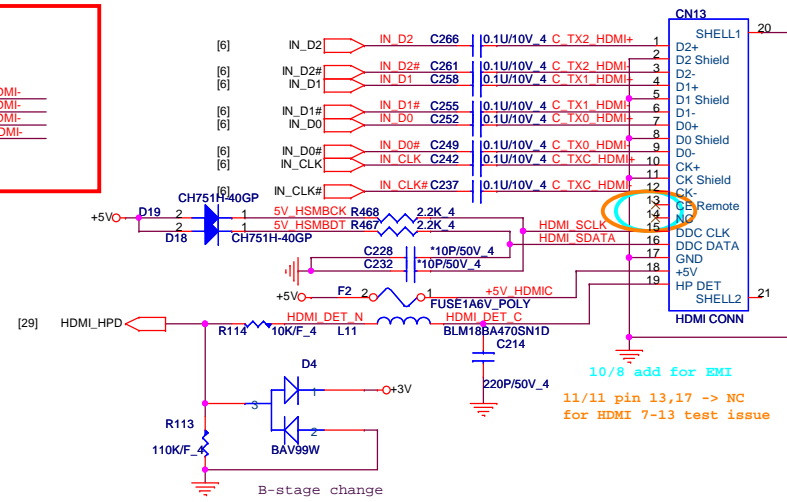 CN13
SHELL1 20
[6] IN_D2 IN_D2 C266 0.1U/10V_4 C_TX2_HDMI+ 1 D2+
2 D2 Shield
[6] IN_D2# IN_D2# C261 0.1U/10V_4 C_TX2_HDMI- 3 D2-
[6] IN_D1 IN_D1 C258 0.1U/10V_4 C_TX1_HDMI+ 4 D1+
5 D1 Shield
[6] IN_D1# IN_D1# C255 0.1U/10V_4 C_TX1_HDMI- 6 D1-
[6] IN_D0 IN_D0 C252 0.1U/10V_4 C_TX0_HDMI+ 7 D0+
8 D0 Shield
[6] IN_D0# IN_D0# C249 0.1U/10V_4 C_TX0_HDMI- 9 D0-
[6] IN_CLK IN_CLK C242 0.1U/10V_4 C_TXC_HDMI+ 10 CK+
11 CK Shield
[6] IN_CLK# IN_CLK# C237 0.1U/10V_4 C_TXC_HDMI- 12 CK-
13 CE Remote
14 NC
HDMI_SCLK 15 DDC CLK
HDMI_SDATA 16 DDC DATA
17 GND
18 +5V
19 HP DET
SHELL2 21
HDMI CONN
DMI-
DMI-
DMI-
DMI-
CH751H-40GP
+5V D19 2 1 5V_HSMBCK R468 2.2K_4
2 1 5V_HSMBDT R467 2.2K_4
D18 CH751H-40GP
C228 *10P/50V_4
C232 *10P/50V_4
+5V F2 2 1 +5V_HDMIC
FUSE1A6V_POLY
[29] HDMI_HPD HDMI_DET_N HDMI_DET_C
R114 10K/F_4 L11 BLM18BA470SN1D
C214
220P/50V_4
D4
1 +3V
3
2
R113
110K/F_4 BAV99W
B-stage change
10/8 add for EMI
11/11 pin 13,17 -> NC
for HDMI 7-13 test issue